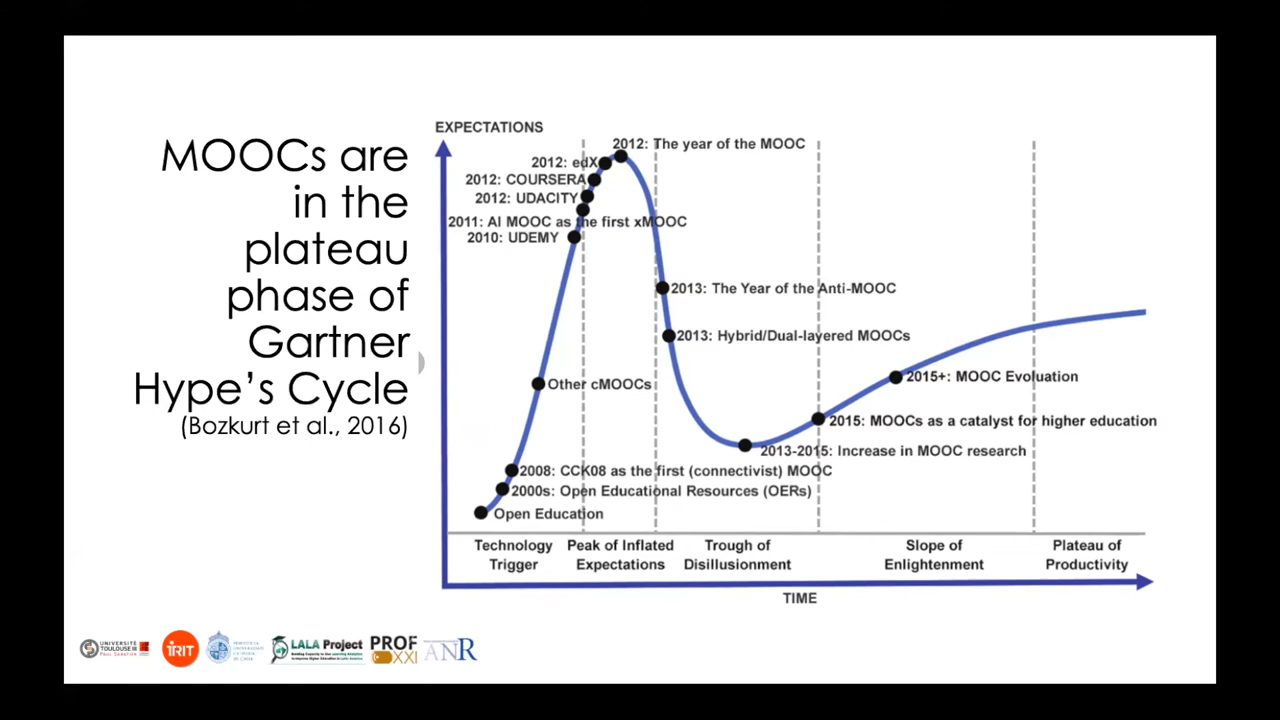 MOOCs are
in the
plateau
phase of
Gartner
Hype's Cycle
(Bozkurt et al., 2016)
EXPECTATIONS
2012: The year of the MOOC
2012: edX
2012: COURSERA
2012: UDACITY
2011: AI MOOC as the first xMOOC
2010: UDEMY
2013: The Year of the Anti-MOOC
2013: Hybrid/Dual-layered MOOCs
Other cMOOCs
2015+: MOOC Evoluation
2015: MOOCs as a catalyst for higher education
2013-2015: Increase in MOOC research
2008: CCK08 as the first (connectivist) MOOC
2000s: Open Educational Resources (OERs)
Open Education
Technology
Trigger
Peak of Inflated
Expectations
Trough of
Disillusionment
Slope of
Enlightenment
Plateau of
Productivity
TIME
UNIVERSITÉ
TOULOUSE III
PAUL SABATIER
IRIT
LALA Project
PROF
XXI
ANR